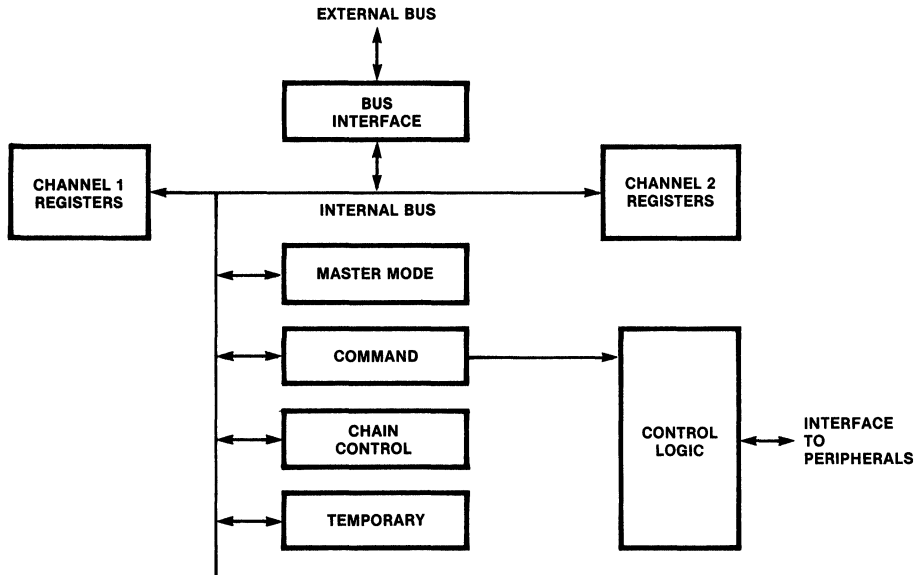 EXTERNAL BUS
BUS
INTERFACE
CHANNEL 1
REGISTERS
CHANNEL 2
REGISTERS
INTERNAL BUS
MASTER MODE
COMMAND
CHAIN
CONTROL
TEMPORARY
CONTROL
LOGIC
INTERFACE
TO
PERIPHERALS